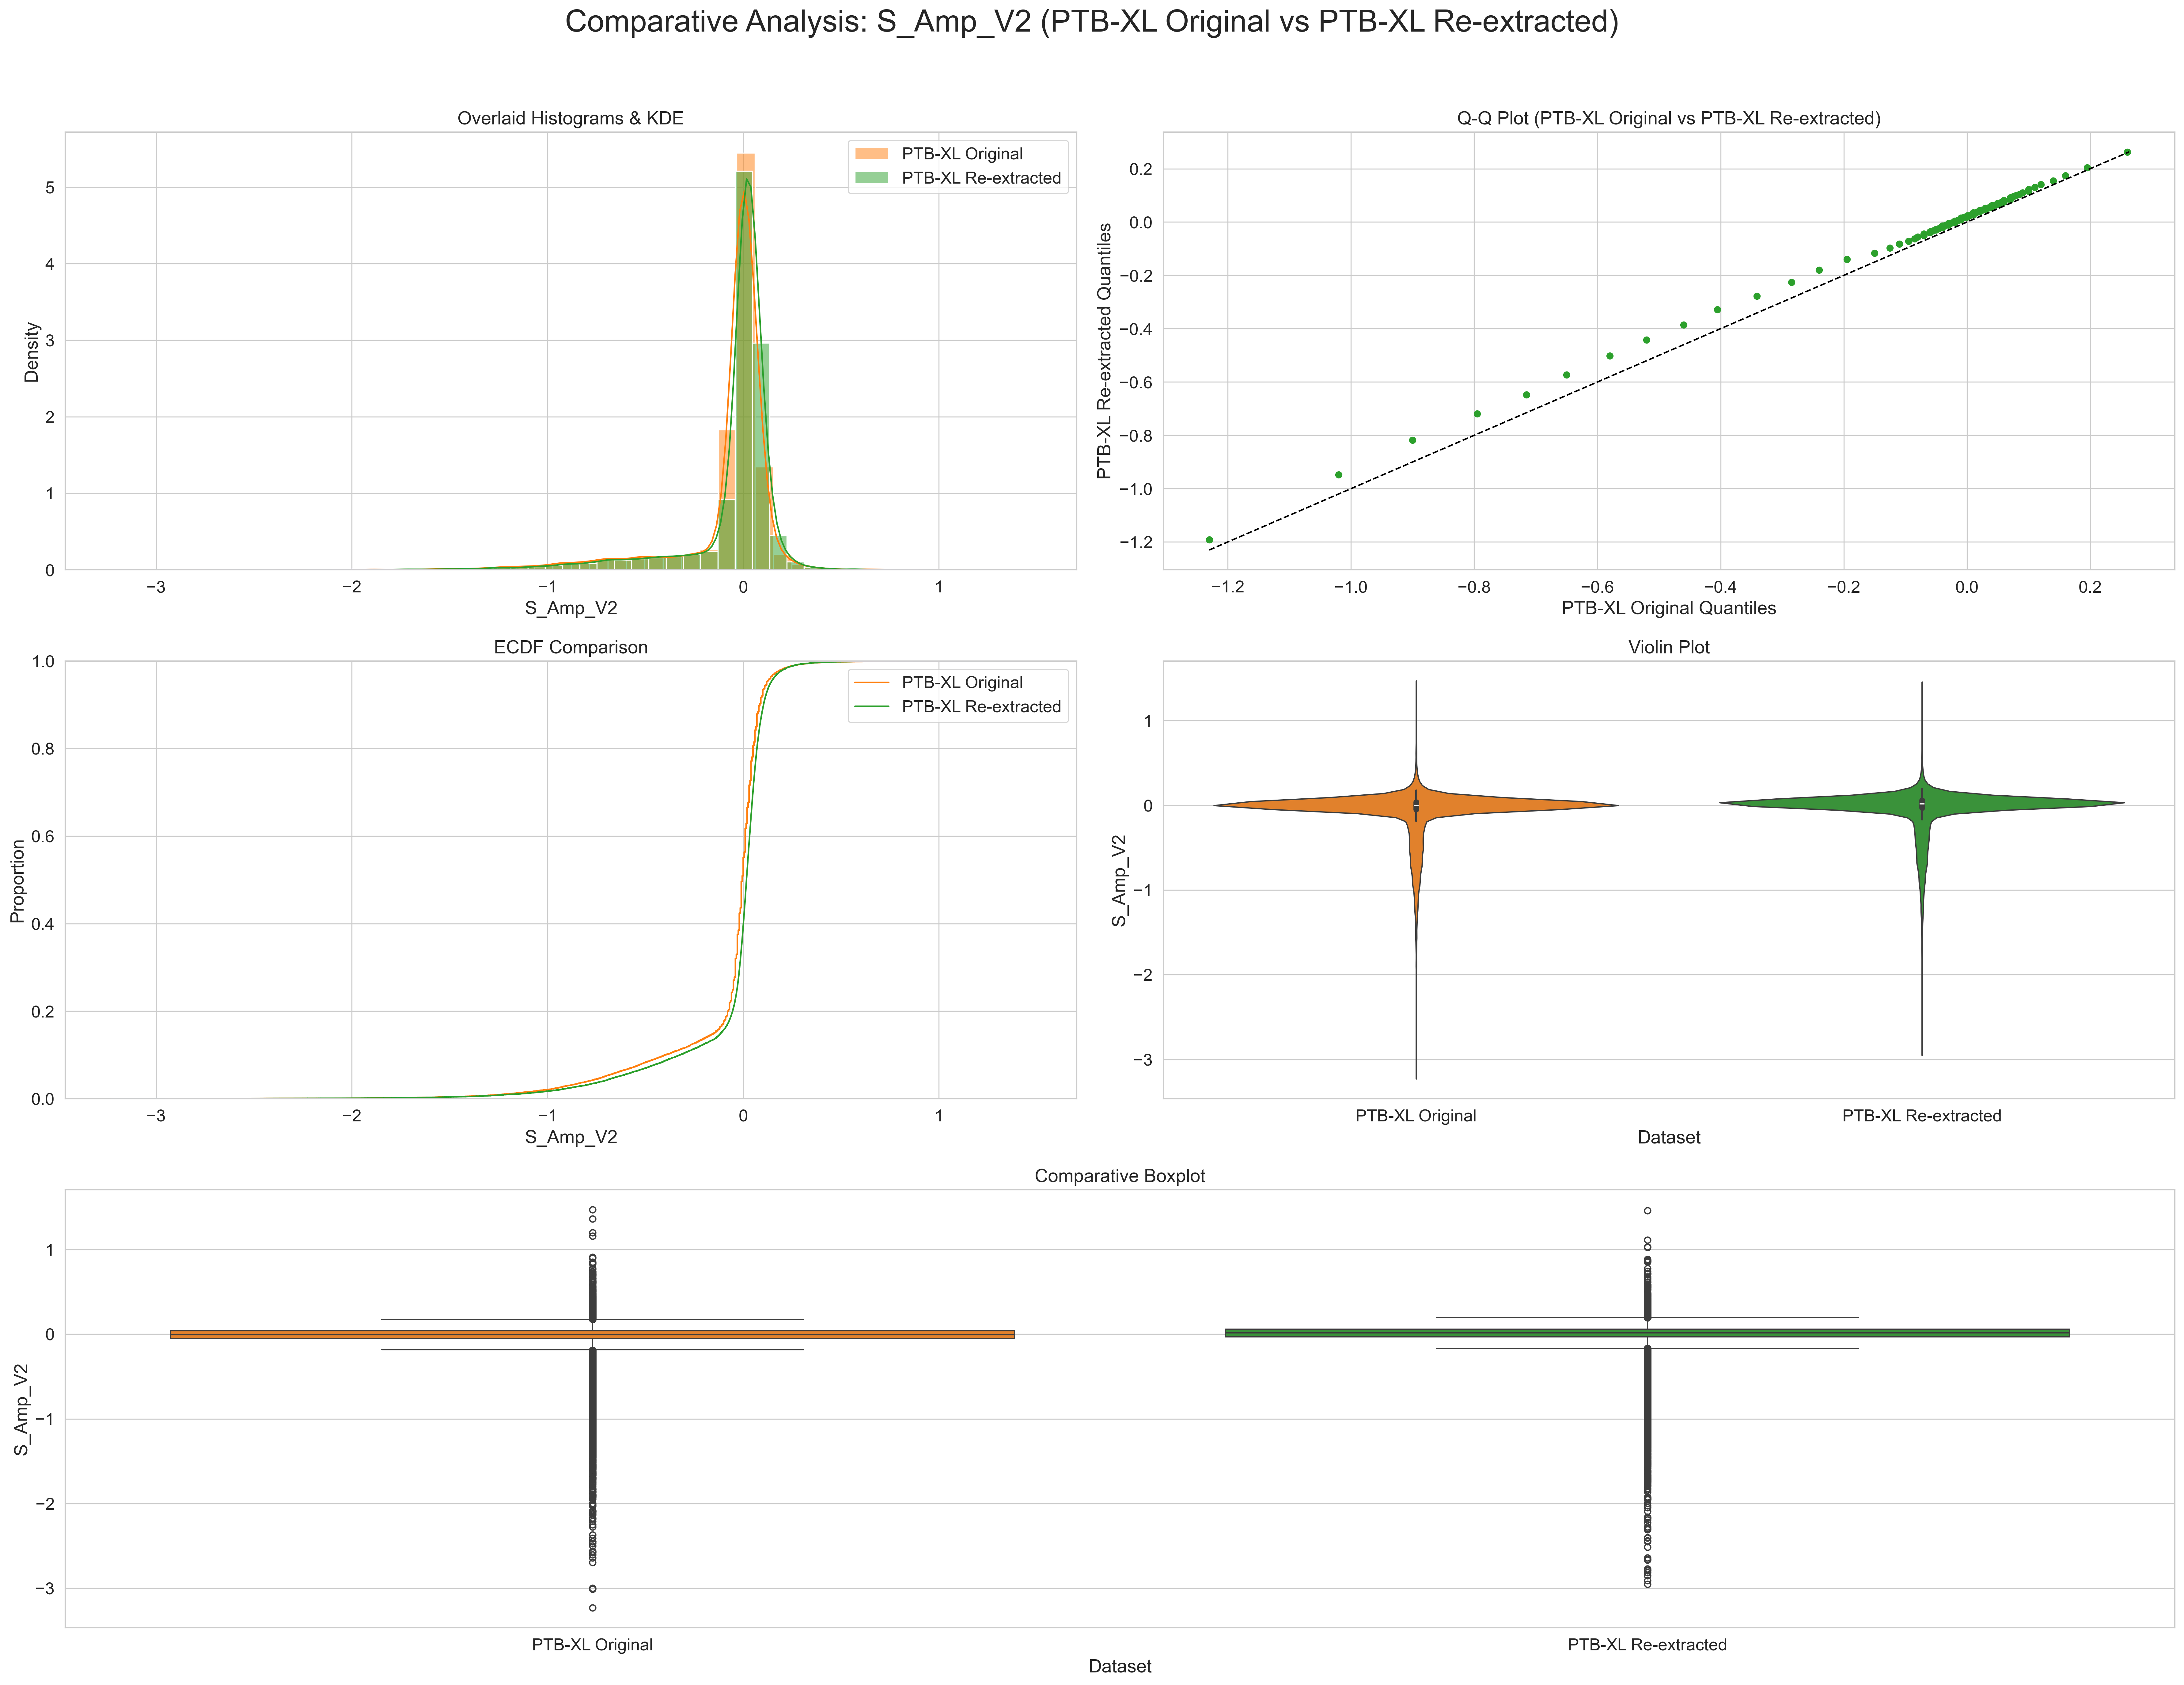 Comparative Analysis: S_Amp_V2 (PTB-XL Original vs PTB-XL Re-extracted)
Overlaid Histograms & KDE
PTB-XL Original
PTB-XL Re-extracted
Density
5
4
3
2
1
0
−3
−2
−1
0
1
S_Amp_V2
Q-Q Plot (PTB-XL Original vs PTB-XL Re-extracted)
PTB-XL Re-extracted Quantiles
0.2
0.0
−0.2
−0.4
−0.6
−0.8
−1.0
−1.2
−1.2
−1.0
−0.8
−0.6
−0.4
−0.2
0.0
0.2
PTB-XL Original Quantiles
ECDF Comparison
PTB-XL Original
PTB-XL Re-extracted
Proportion
1.0
0.8
0.6
0.4
0.2
0.0
−3
−2
−1
0
1
S_Amp_V2
Violin Plot
S_Amp_V2
1
0
−1
−2
−3
PTB-XL Original
PTB-XL Re-extracted
Dataset
Comparative Boxplot
S_Amp_V2
1
0
−1
−2
−3
PTB-XL Original
PTB-XL Re-extracted
Dataset